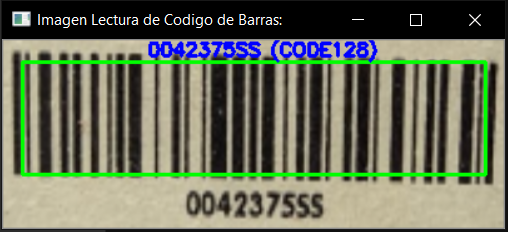 Imagen Lectura de Codigo de Barras:
0042375SS (CODE128)
0042375SS